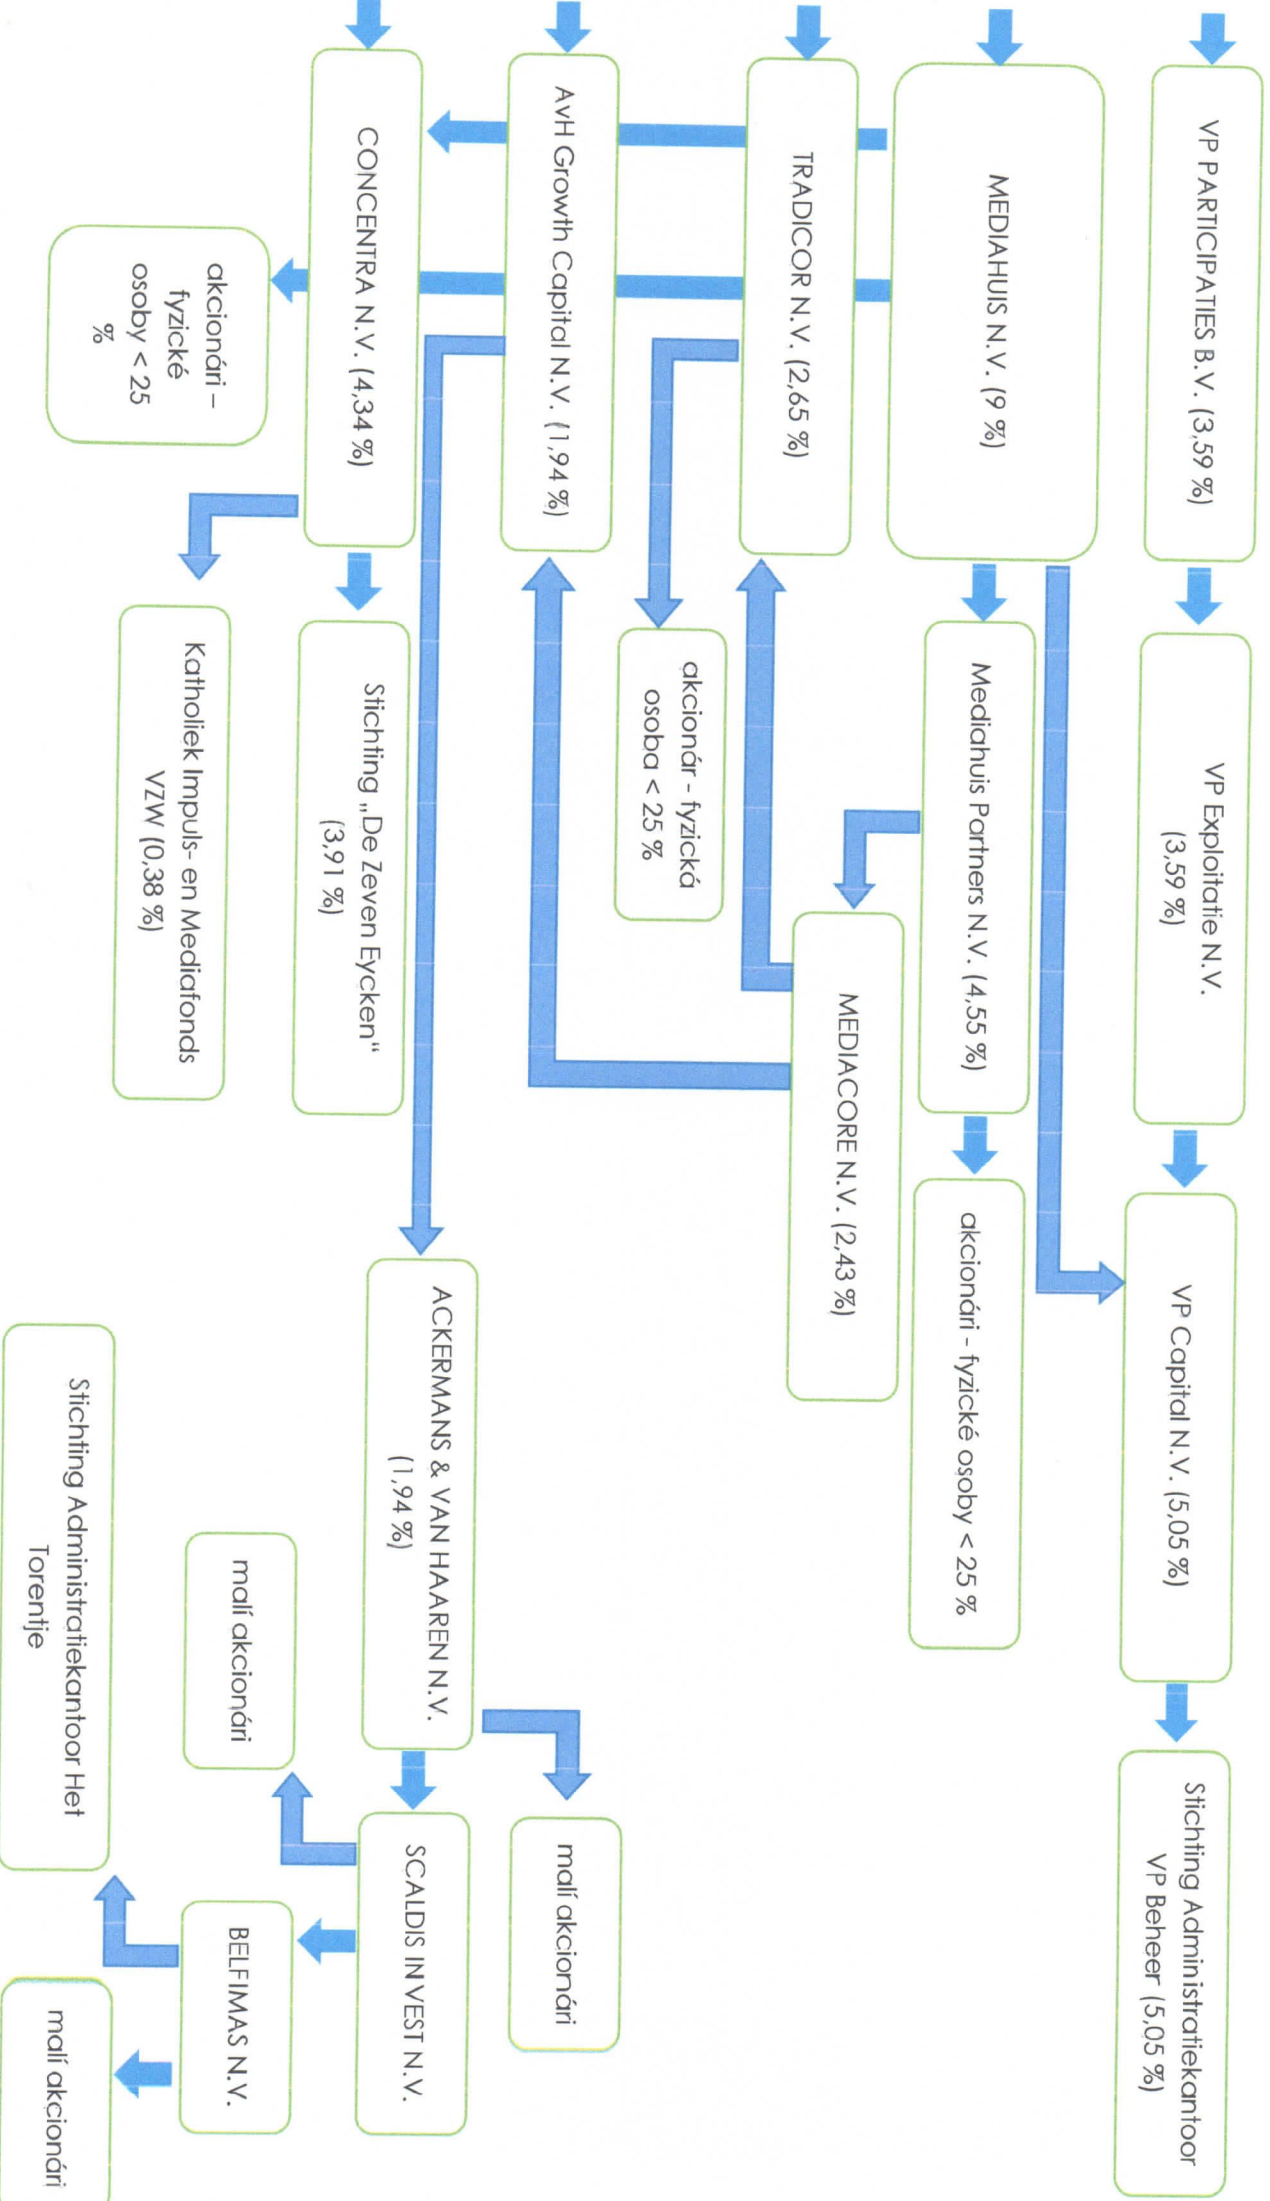 VP PARTICIPATIES B.V. (3,59 %)
VP Exploitatie N.V.
(3,59 %)
VP Capital N.V. (5,05 %)
Stichting Administratiekantoor
VP Beheer (5,05 %)
MEDIAHUIS N.V. (9 %)
Mediahuis Partners N.V. (4,55 %)
akcionári - fyzické osoby < 25 %
TRADICOR N.V. (2,65 %)
MEDIACORE N.V. (2,43 %)
akcionár - fyzická
osoba < 25 %
AvH Growth Capital N.V. (1,94 %)
malí akcionári
CONCENTRA N.V. (4,34 %)
Stichting „De Zeven Eycken“
(3,91 %)
ACKERMANS & VAN HAAREN N.V.
(1,94 %)
SCALDIS INVEST N.V.
akcionári –
fyzické
osoby < 25
%
Katholiek Impuls- en Mediafonds
VZW (0,38 %)
malí akcionári
BELFIMAS N.V.
Stichting Administratiekantoor Het
Torentje
malí akcionári